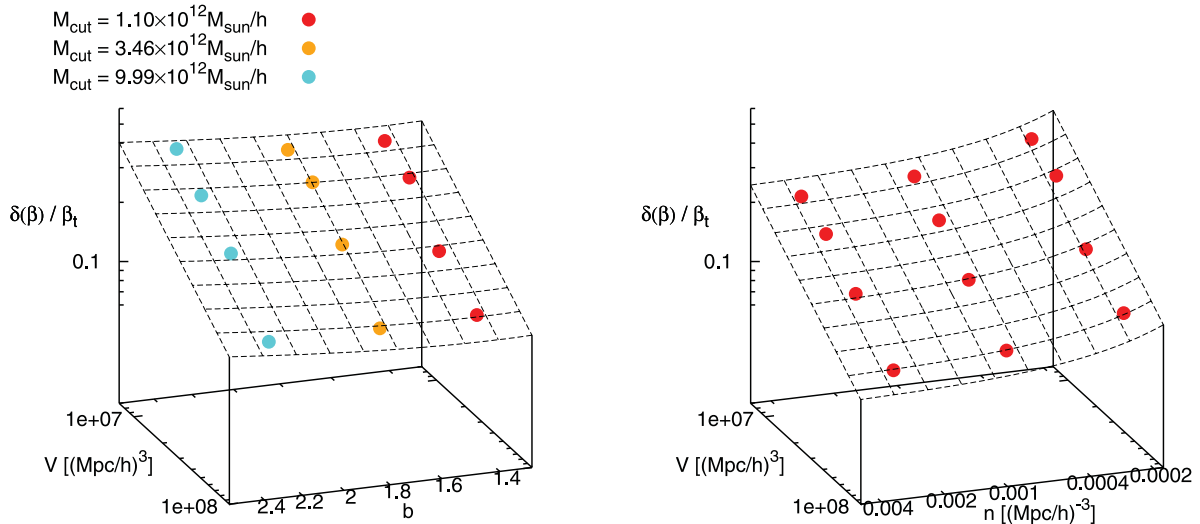 M_cut = 1.10×10^12 M_sun/h
M_cut = 3.46×10^12 M_sun/h
M_cut = 9.99×10^12 M_sun/h
δ(β) / β_t
0.1
1e+07
V [(Mpc/h)^3]
1e+08
2.4 2.2 2 1.8 1.6 1.4
b
δ(β) / β_t
0.1
1e+07
V [(Mpc/h)^3]
1e+08
0.004 0.002 0.001 0.0004 0.0002
n [(Mpc/h)^-3]